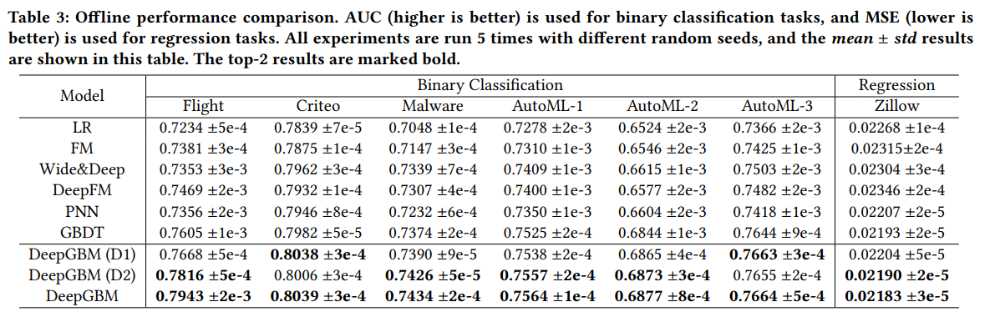 Table 3: Offline performance comparison. AUC (higher is better) is used for binary classification tasks, and MSE (lower is
better) is used for regression tasks. All experiments are run 5 times with different random seeds, and the mean ± std results
are shown in this table. The top-2 results are marked bold.
Model Binary Classification Regression
Flight Criteo Malware AutoML-1 AutoML-2 AutoML-3 Zillow
LR 0.7234 ±5e-4 0.7839 ±7e-5 0.7048 ±1e-4 0.7278 ±2e-3 0.6524 ±2e-3 0.7366 ±2e-3 0.02268 ±1e-4
FM 0.7381 ±3e-4 0.7875 ±1e-4 0.7147 ±3e-4 0.7310 ±1e-3 0.6546 ±2e-3 0.7425 ±1e-3 0.02315±2e-4
Wide&Deep 0.7353 ±3e-3 0.7962 ±3e-4 0.7339 ±7e-4 0.7409 ±1e-3 0.6615 ±1e-3 0.7503 ±2e-3 0.02304 ±3e-4
DeepFM 0.7469 ±2e-3 0.7932 ±1e-4 0.7307 ±4e-4 0.7400 ±1e-3 0.6577 ±2e-3 0.7482 ±2e-3 0.02346 ±2e-4
PNN 0.7356 ±2e-3 0.7946 ±8e-4 0.7232 ±6e-4 0.7350 ±1e-3 0.6604 ±2e-3 0.7418 ±1e-3 0.02207 ±2e-5
GBDT 0.7605 ±1e-3 0.7982 ±5e-5 0.7374 ±2e-4 0.7525 ±2e-4 0.6844 ±1e-3 0.7644 ±9e-4 0.02193 ±2e-5
DeepGBM (D1) 0.7668 ±5e-4 0.8038 ±3e-4 0.7390 ±9e-5 0.7538 ±2e-4 0.6865 ±4e-4 0.7663 ±3e-4 0.02204 ±5e-5
DeepGBM (D2) 0.7816 ±5e-4 0.8006 ±3e-4 0.7426 ±5e-5 0.7557 ±2e-4 0.6873 ±3e-4 0.7655 ±2e-4 0.02190 ±2e-5
DeepGBM 0.7943 ±2e-3 0.8039 ±3e-4 0.7434 ±2e-4 0.7564 ±1e-4 0.6877 ±8e-4 0.7664 ±5e-4 0.02183 ±3e-5